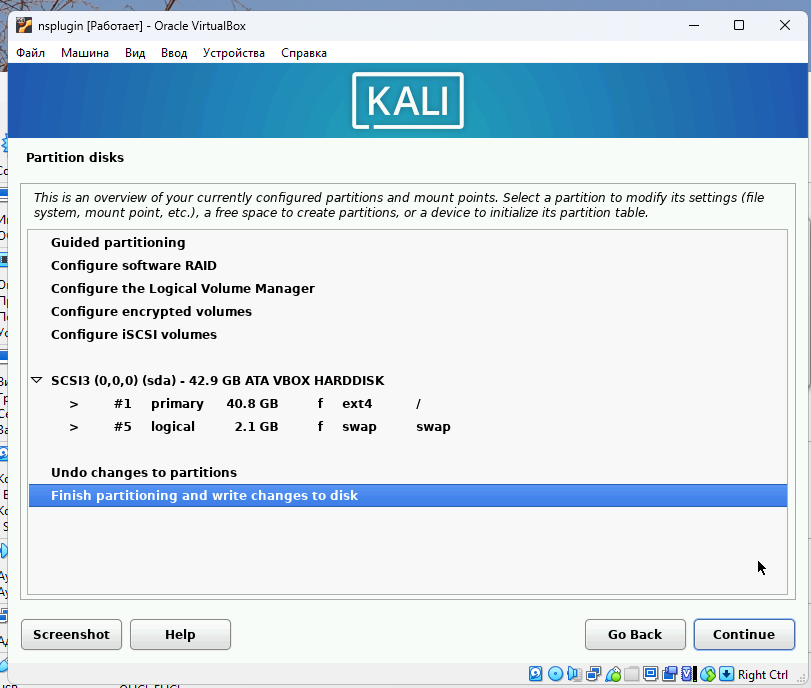 nsplugin [Работает] - Oracle VirtualBox
Файл Машина Вид Ввод Устройства Справка
KALI
Partition disks
This is an overview of your currently configured partitions and mount points. Select a partition to modify its settings (file
system, mount point, etc.), a free space to create partitions, or a device to initialize its partition table.
Guided partitioning
Configure software RAID
Configure the Logical Volume Manager
Configure encrypted volumes
Configure iSCSI volumes
SCSI3 (0,0,0) (sda) - 42.9 GB ATA VBOX HARDDISK
> #1 primary 40.8 GB f ext4 /
> #5 logical 2.1 GB f swap swap
Undo changes to partitions
Finish partitioning and write changes to disk
Screenshot Help Go Back Continue
Right Ctrl